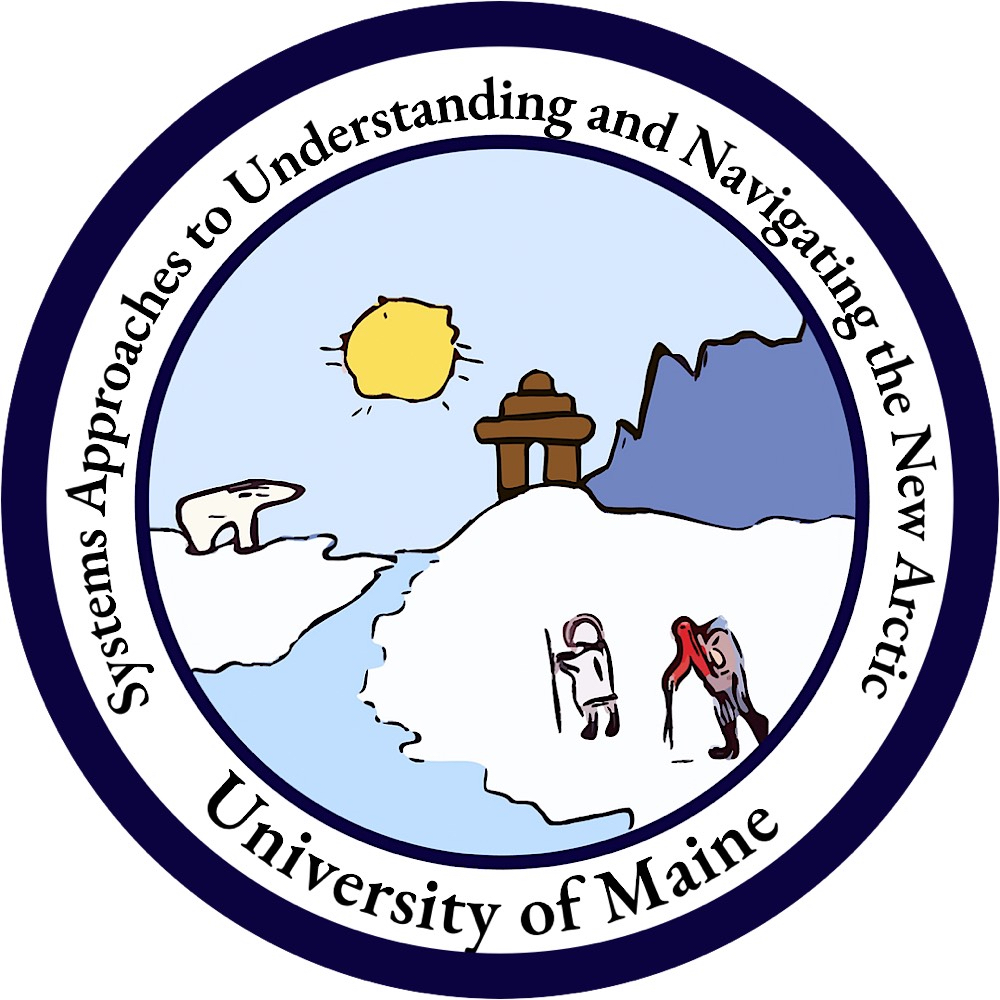 Systems Approaches to Understanding and Navigating the New Arctic
University of Maine